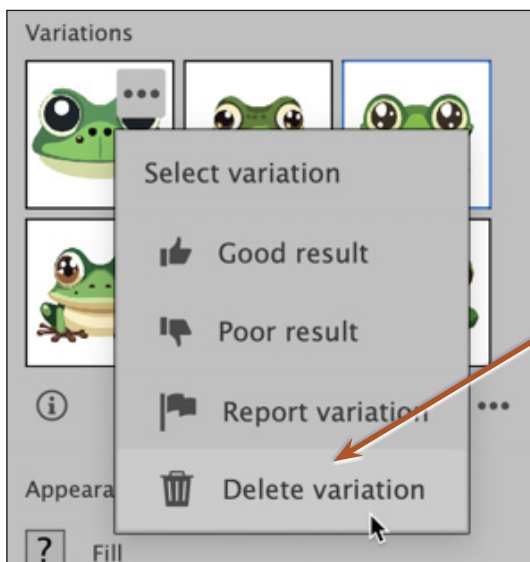 Variations
Select variation
Good result
Poor result
Report variation
Delete variation
Appeara
? Fill